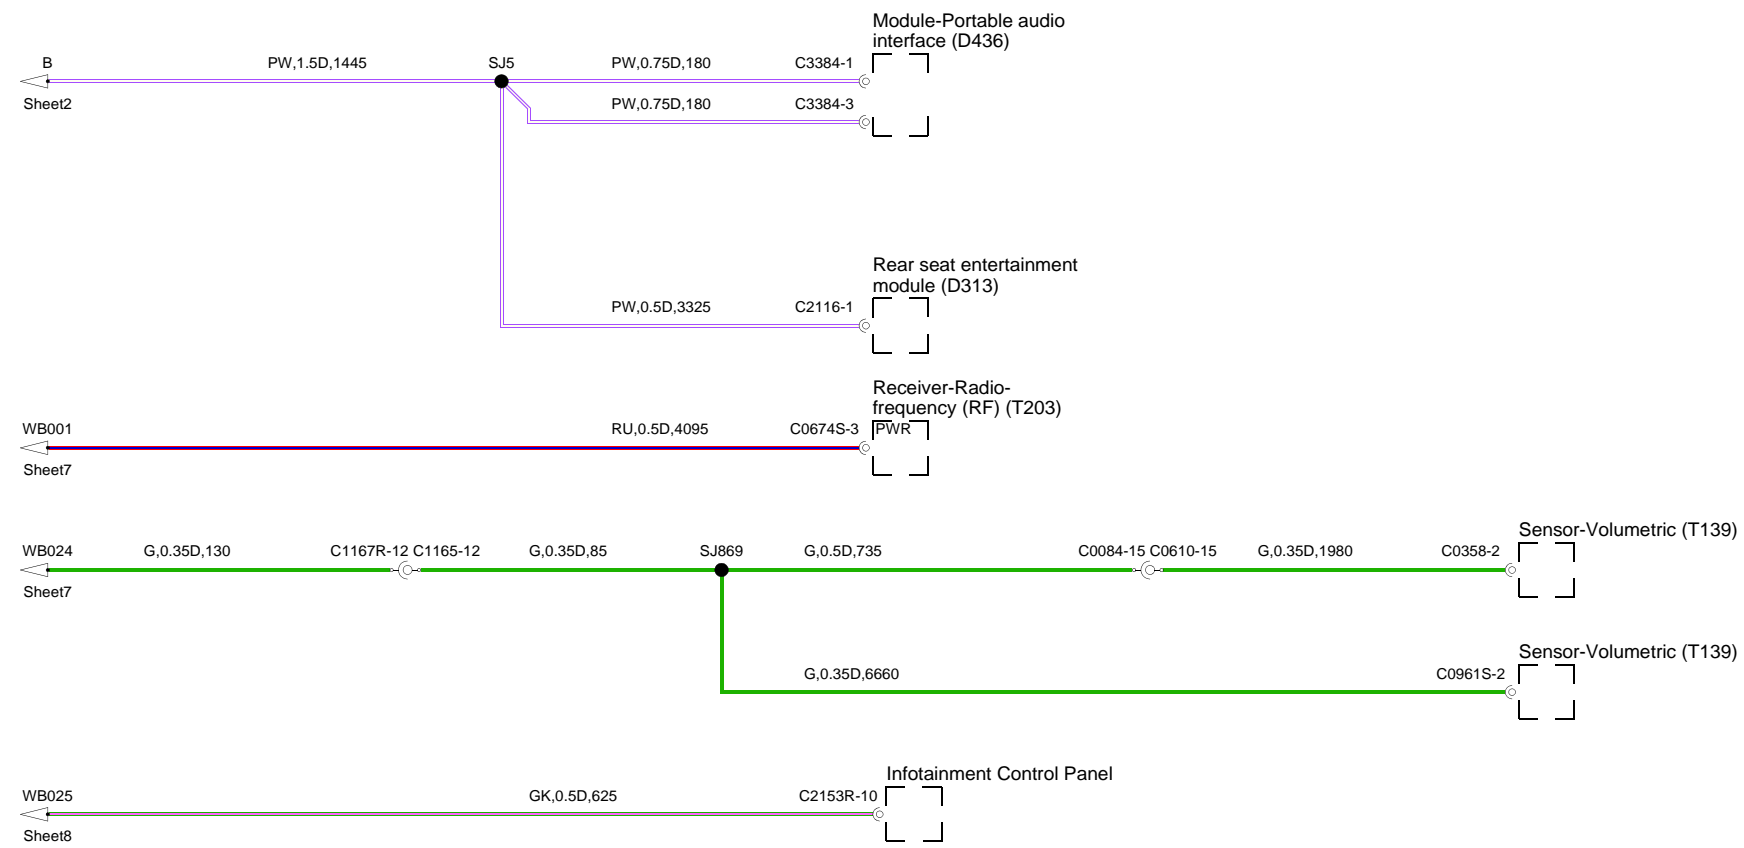 Module-Portable audio
interface (D436)
B PW,1.5D,1445 SJ5 PW,0.75D,180 C3384-1
Sheet2 PW,0.75D,180 C3384-3
Rear seat entertainment
module (D313)
PW,0.5D,3325 C2116-1
Receiver-Radio-
frequency (RF) (T203)
WB001 RU,0.5D,4095 C0674S-3 PWR
Sheet7
Sensor-Volumetric (T139)
WB024 G,0.35D,130 C1167R-12 C1165-12 G,0.35D,85 SJ869 G,0.5D,735 C0084-15 C0610-15 G,0.35D,1980 C0358-2
Sheet7
Sensor-Volumetric (T139)
G,0.35D,6660 C0961S-2
Infotainment Control Panel
WB025 GK,0.5D,625 C2153R-10
Sheet8